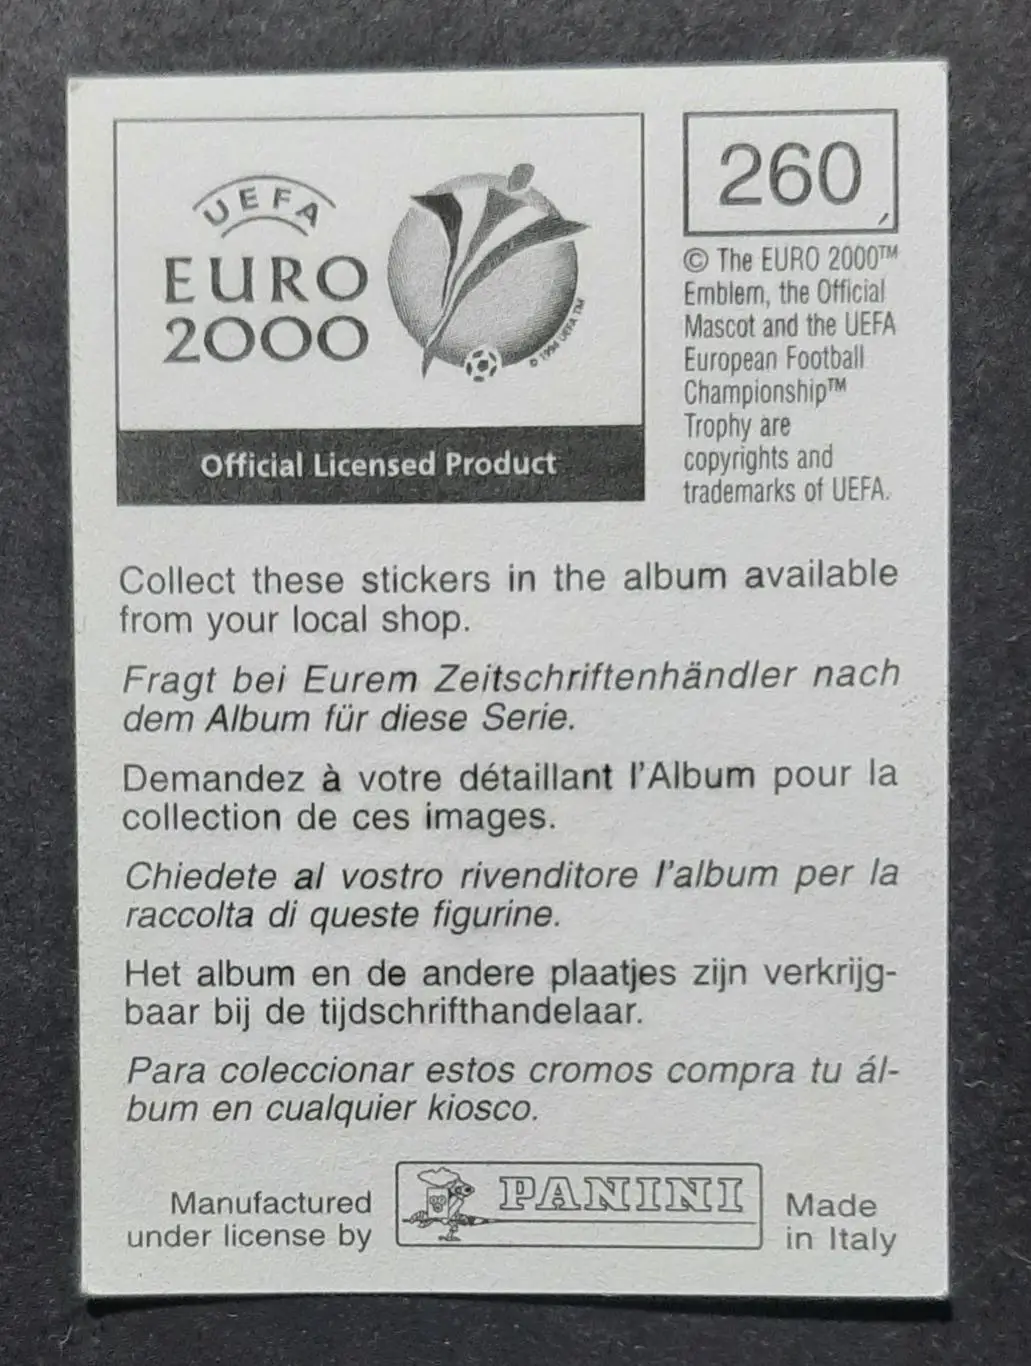 UEFA
EURO
2000
© 1994 UEFA TM
Official Licensed Product
260
© The EURO 2000™
Emblem, the Official
Mascot and the UEFA
European Football
Championship™
Trophy are
copyrights and
trademarks of UEFA.
Collect these stickers in the album available
from your local shop.
Fragt bei Eurem Zeitschriftenhändler nach
dem Album für diese Serie.
Demandez à votre détaillant l'Album pour la
collection de ces images.
Chiedete al vostro rivenditore l'album per la
raccolta di queste figurine.
Het album en de andere plaatjes zijn verkrijg-
baar bij de tijdschrifthandelaar.
Para coleccionar estos cromos compra tu ál-
bum en cualquier kiosco.
Manufactured
under license by
PANINI
Made
in Italy